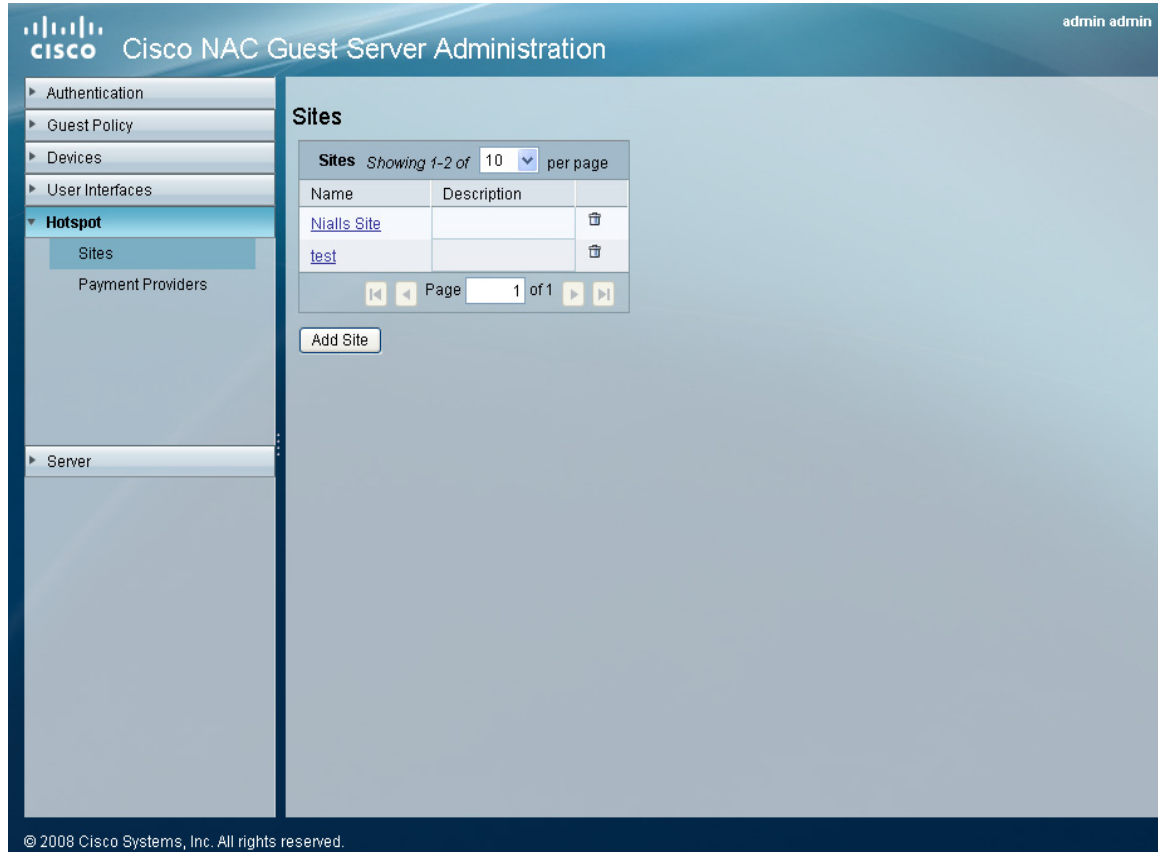 admin admin
CISCO Cisco NAC Guest Server Administration
Authentication
Guest Policy
Devices
User Interfaces
Hotspot
Sites
Payment Providers
Server
Sites
Sites Showing 1-2 of 10 per page
Name Description
Nialls Site
test
Page 1 of 1
Add Site
© 2008 Cisco Systems, Inc. All rights reserved.